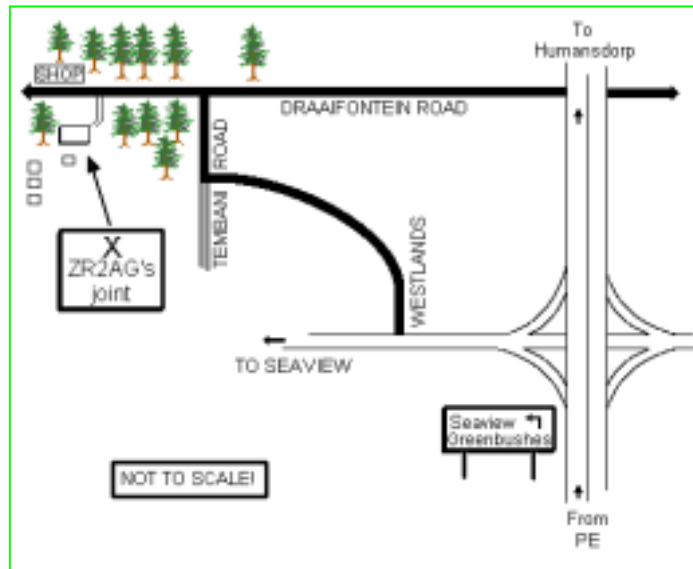 To
Humansdorp
SHOP
DRAAIFONTEIN ROAD
TEMBANI ROAD
WESTLANDS
X
ZR2AG's
joint
TO SEAVIEW
Seaview
Greenbushes
NOT TO SCALE!
From
PE